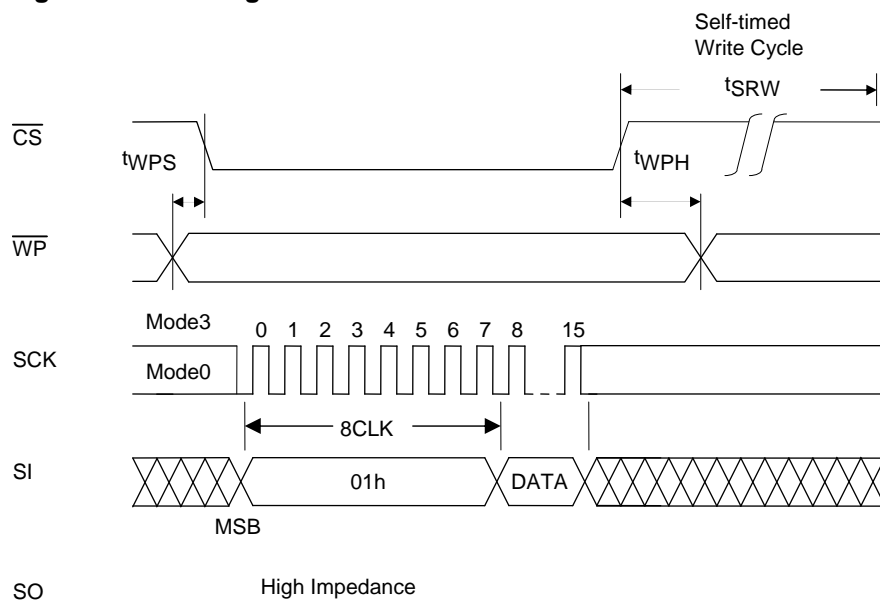 Self-timed
Write Cycle
tSRW
CS
tWPS
tWPH
WP
Mode3
0 1 2 3 4 5 6 7 8 15
SCK
Mode0
8CLK
SI
01h
DATA
MSB
High Impedance
SO